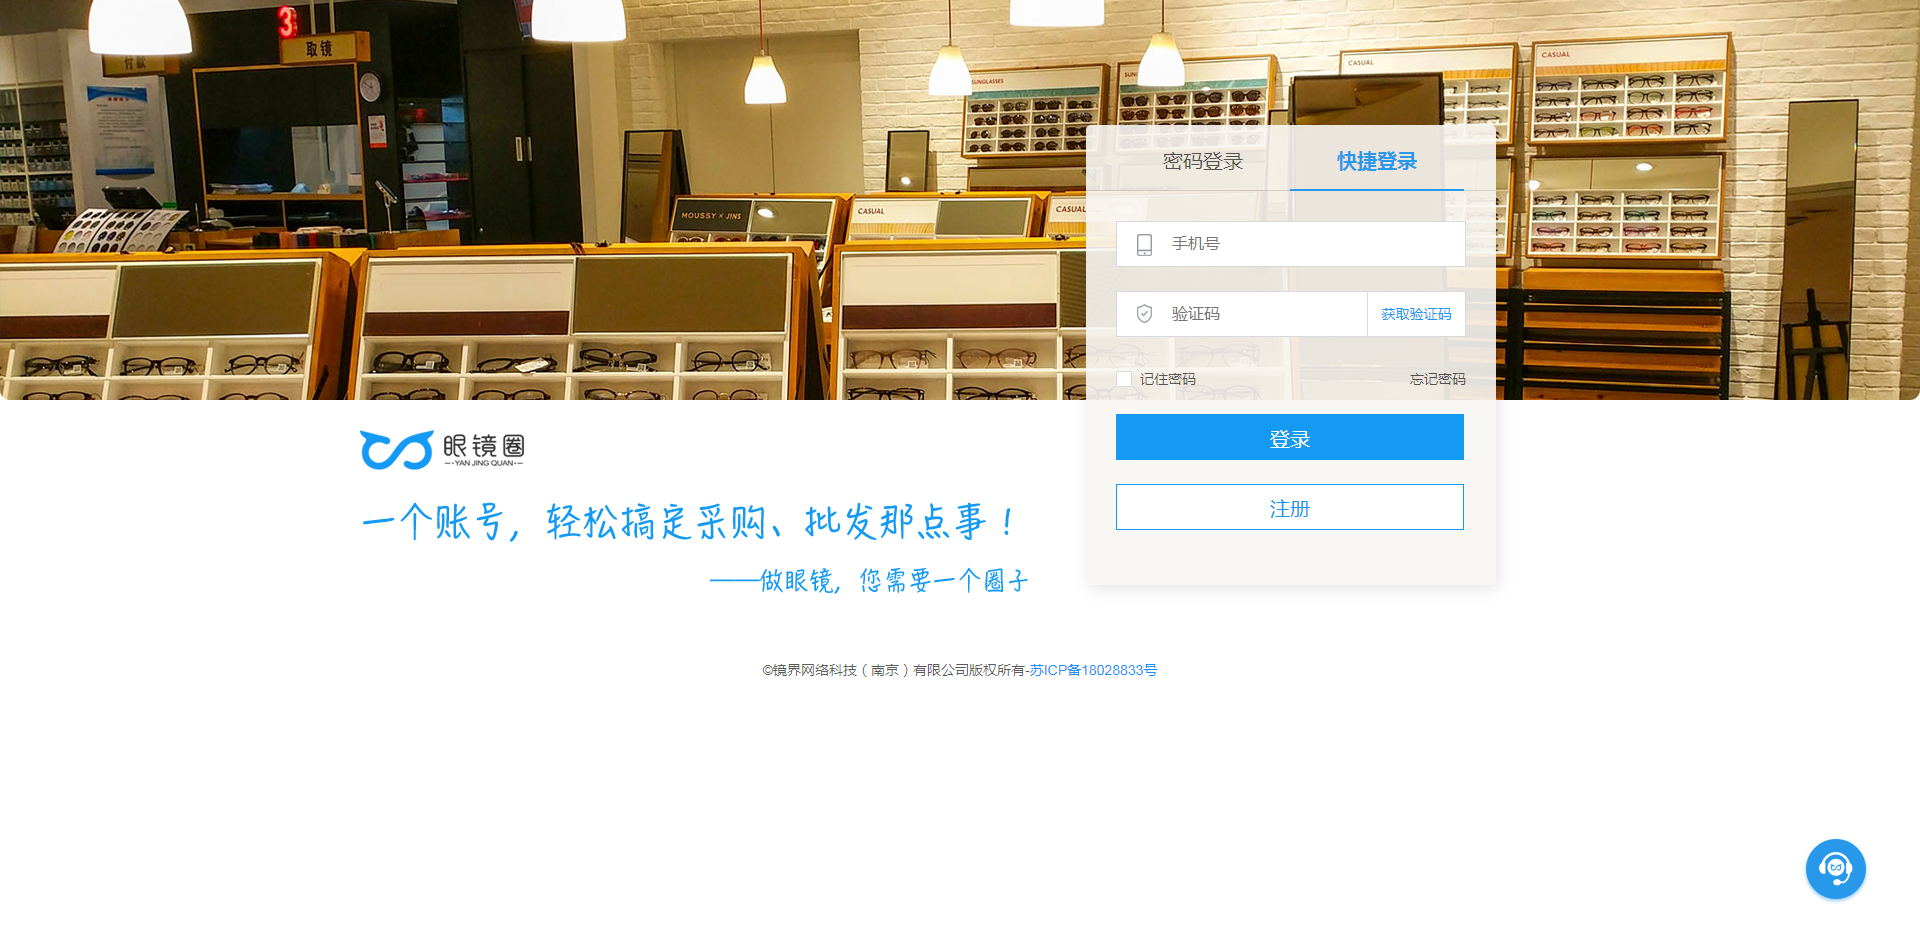 3
取镜
付款
SUNGLASSES
CASUAL
CASUAL
MOUSSY × JINS
CASUAL
CASUAL
密码登录
快捷登录
手机号
验证码
获取验证码
记住密码
忘记密码
登录
注册
眼镜圈
YAN JING QUAN
一个账号，轻松搞定采购、批发那点事！
——做眼镜，您需要一个圈子
©镜界网络科技（南京）有限公司版权所有-苏ICP备18028833号